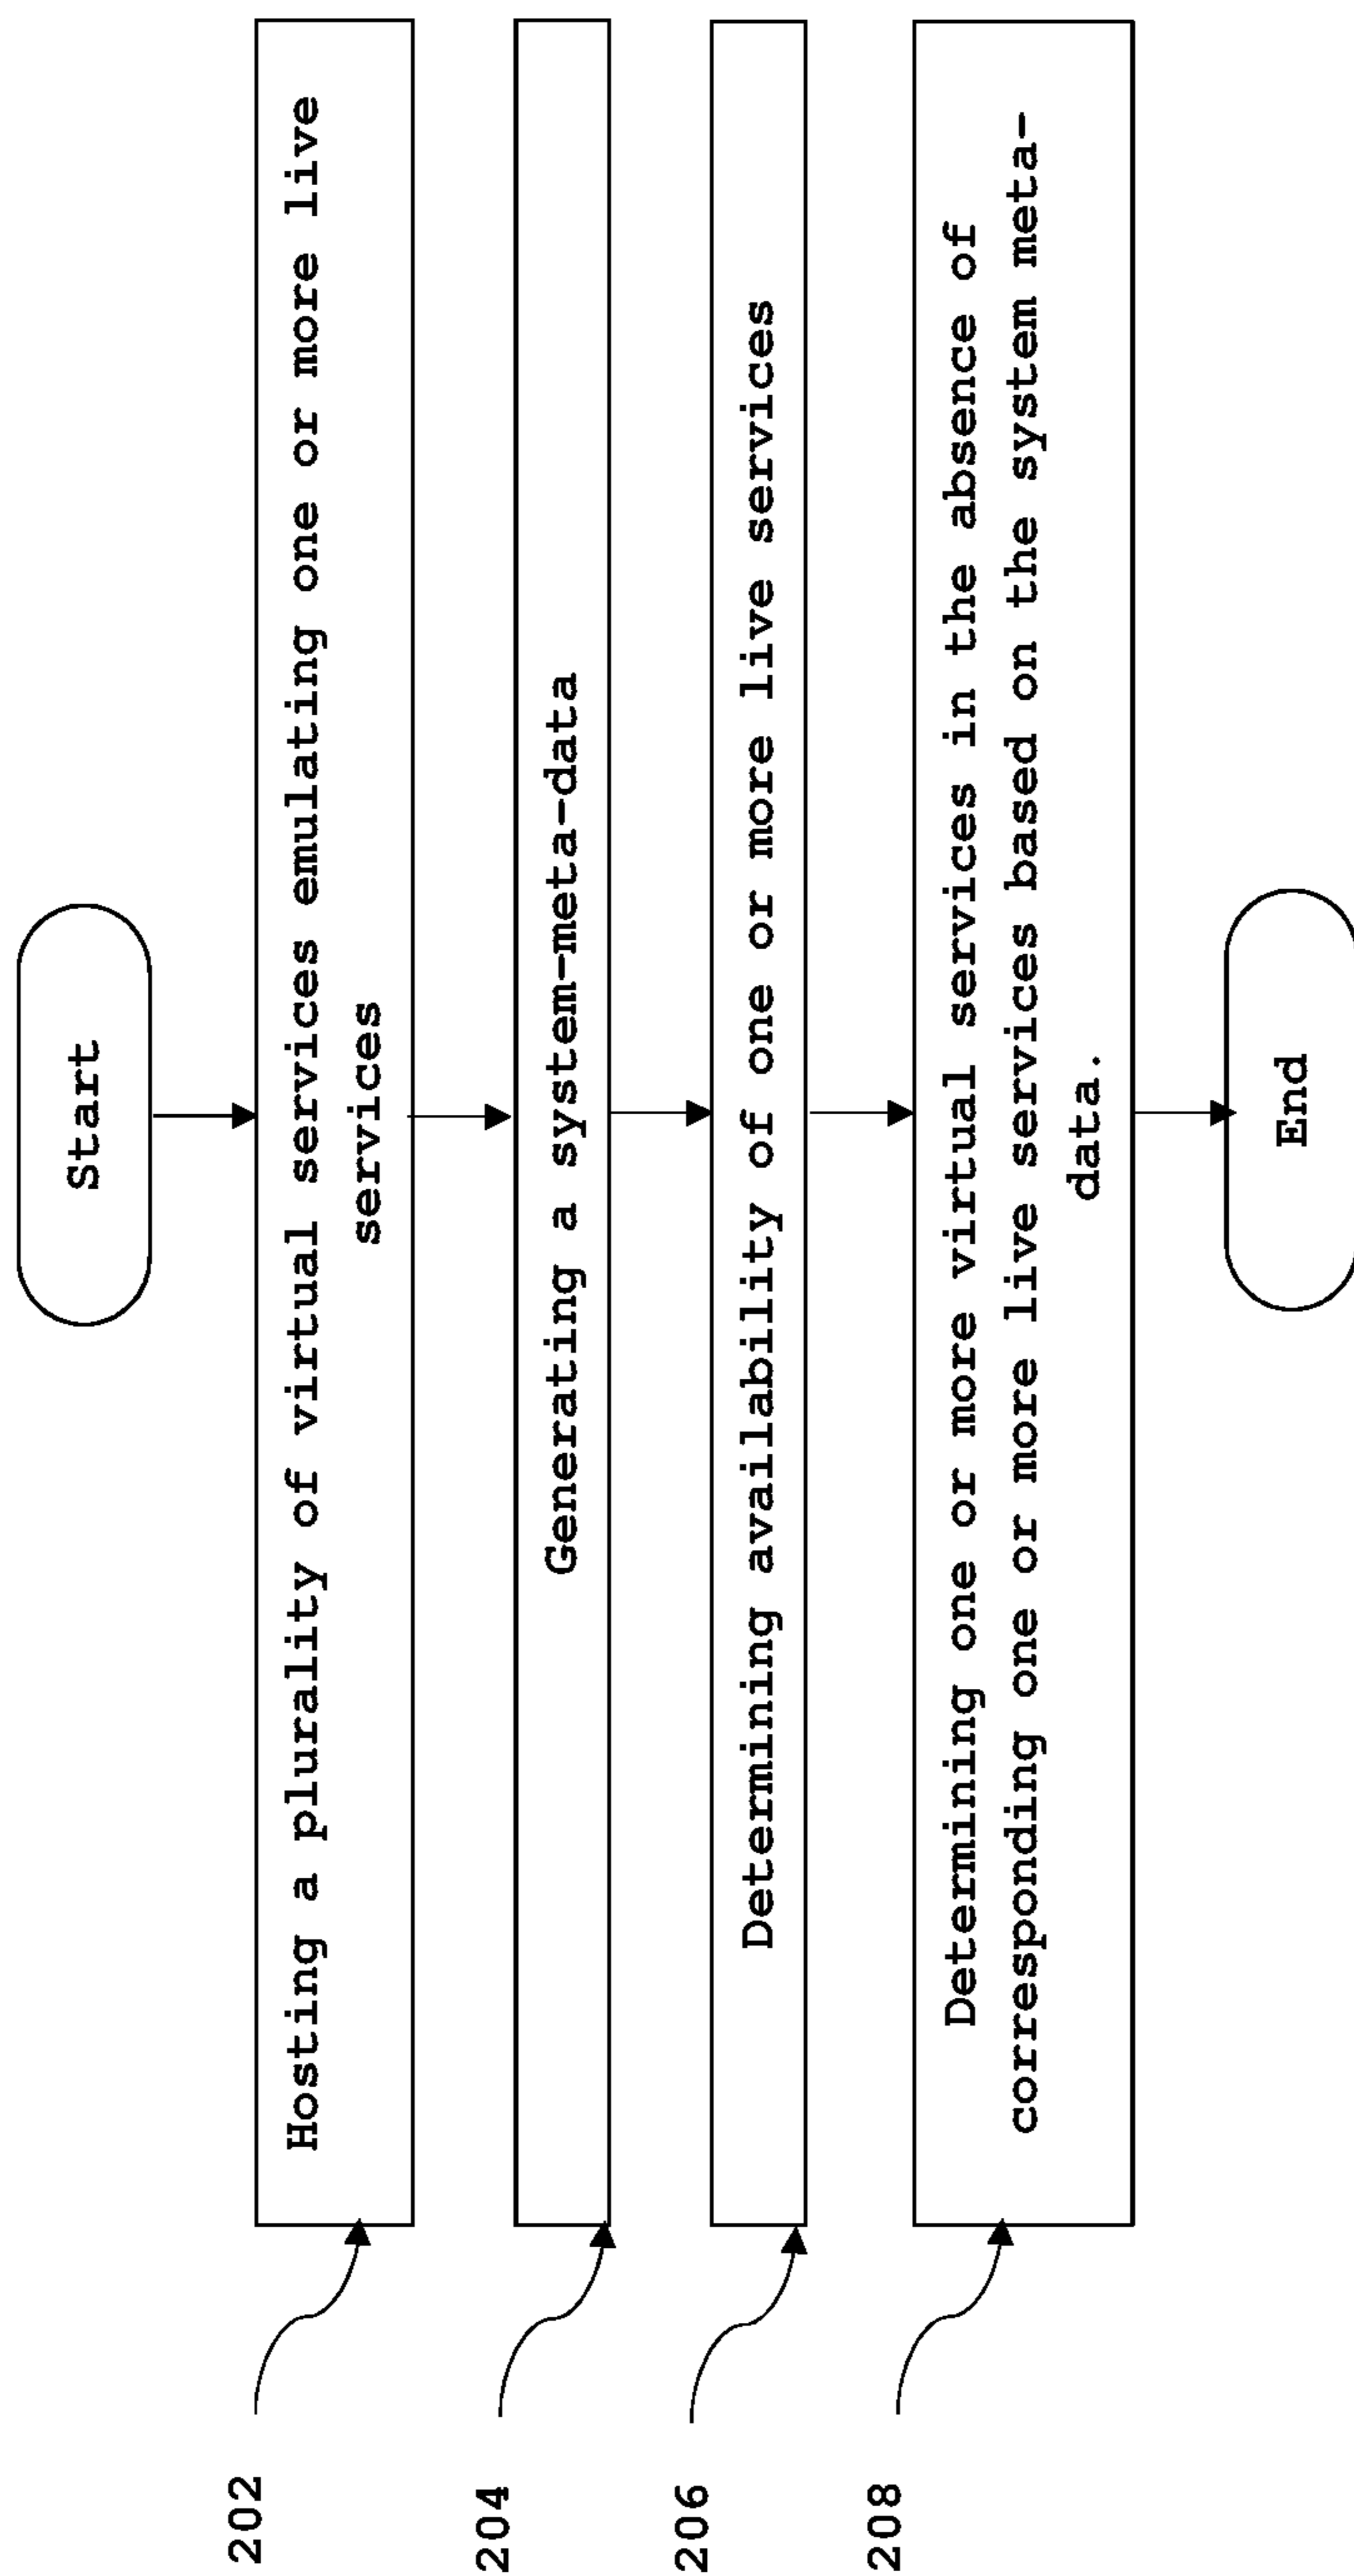 Start
202
Hosting a plurality of virtual services emulating one or more live
services
204
Generating a system-meta-data
206
Determining availability of one or more live services
208
Determining one or more virtual services in the absence of
corresponding one or more live services based on the system meta-
data.
End